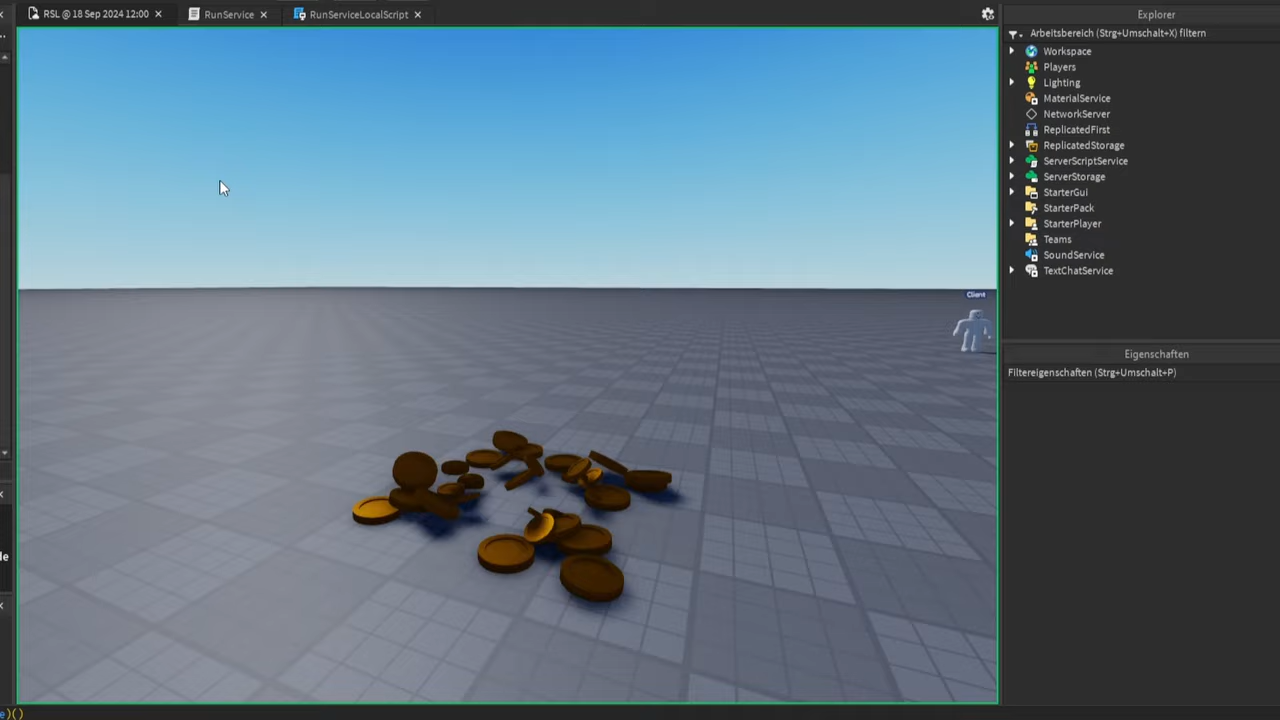 RSL @ 18 Sep 2024 12:00
RunService
RunServiceLocalScript
Explorer
Arbeitsbereich (Strg+Umschalt+X) filtern
Workspace
Players
Lighting
MaterialService
NetworkServer
ReplicatedFirst
ReplicatedStorage
ServerScriptService
ServerStorage
StarterGui
StarterPack
StarterPlayer
Teams
SoundService
TextChatService
Client
Eigenschaften
Filtereigenschaften (Strg+Umschalt+P)
le
e)()